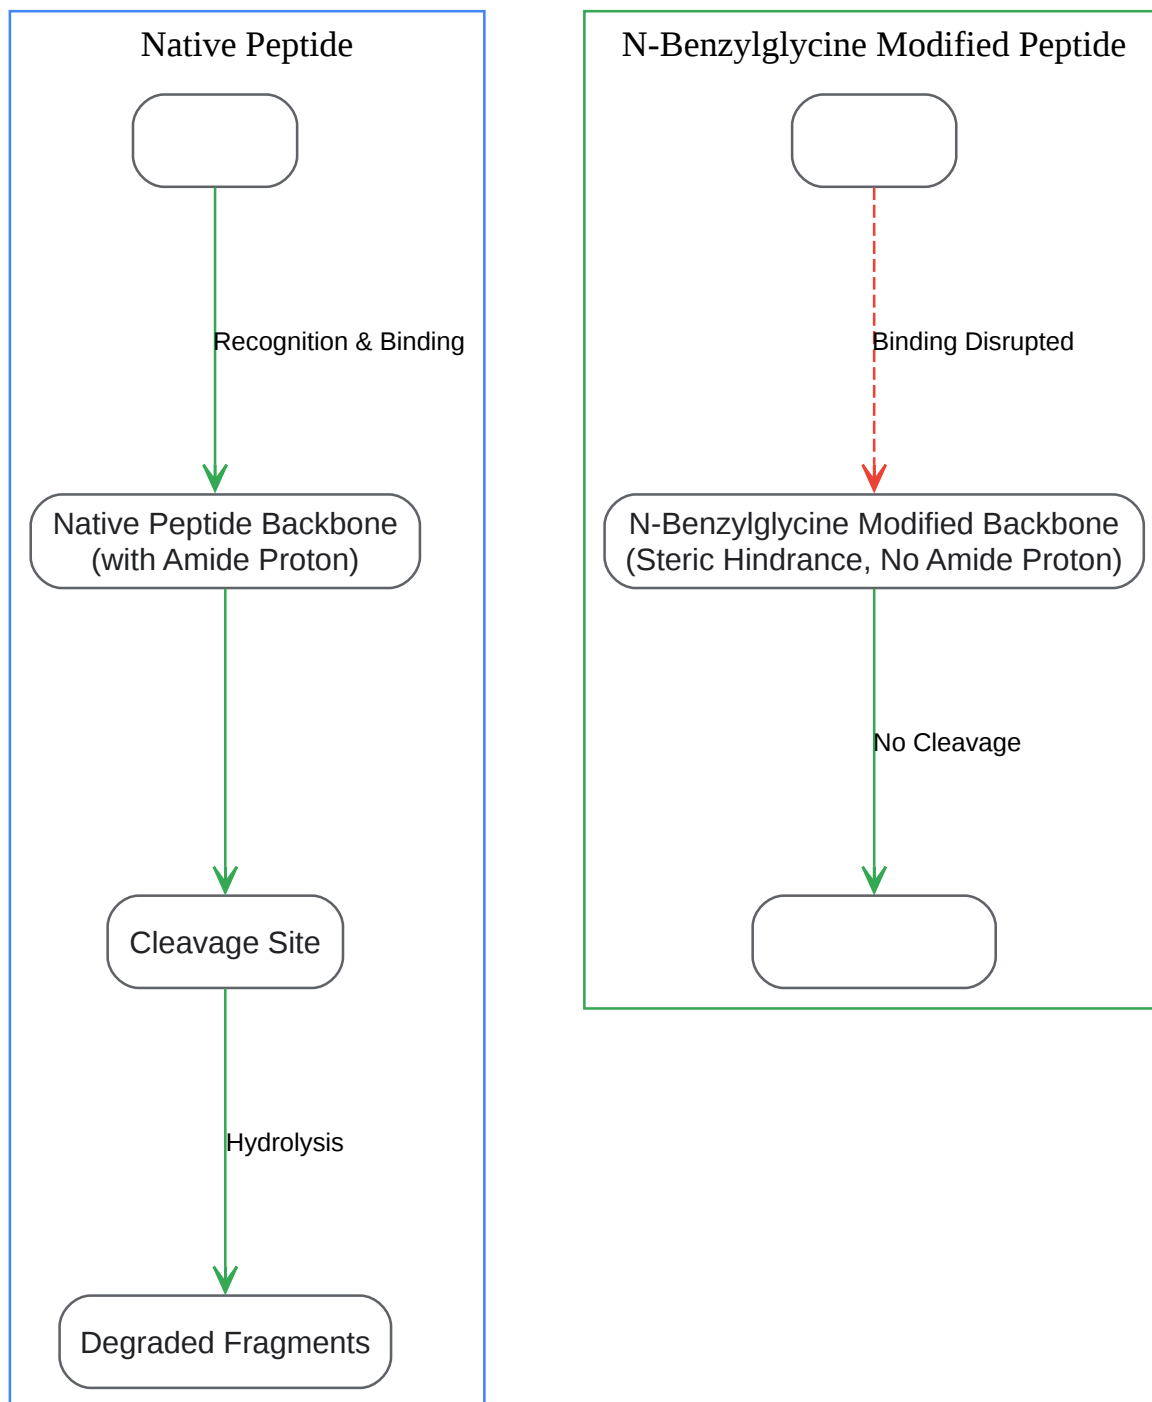 Native Peptide
Recognition & Binding
Native Peptide Backbone
(with Amide Proton)
Cleavage Site
Hydrolysis
Degraded Fragments
N-Benzylglycine Modified Peptide
Binding Disrupted
N-Benzylglycine Modified Backbone
(Steric Hindrance, No Amide Proton)
No Cleavage